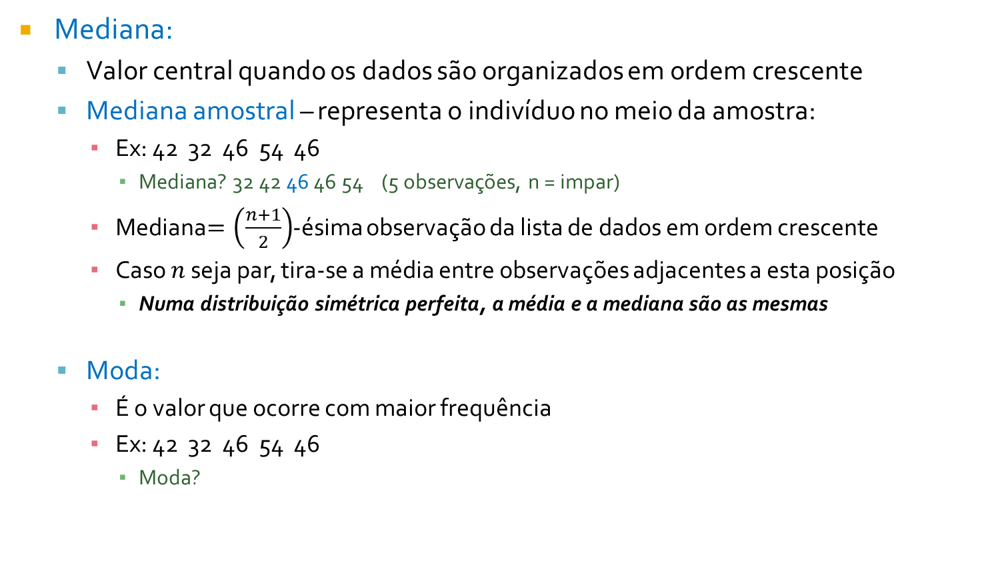 Mediana:
Valor central quando os dados são organizados em ordem crescente
Mediana amostral – representa o indivíduo no meio da amostra:
Ex: 42 32 46 54 46
Mediana? 32 42 46 46 54 (5 observações, n = impar)
Mediana= (n+1/2)-ésima observação da lista de dados em ordem crescente
Caso n seja par, tira-se a média entre observações adjacentes a esta posição
Numa distribuição simétrica perfeita, a média e a mediana são as mesmas
Moda:
É o valor que ocorre com maior frequência
Ex: 42 32 46 54 46
Moda?